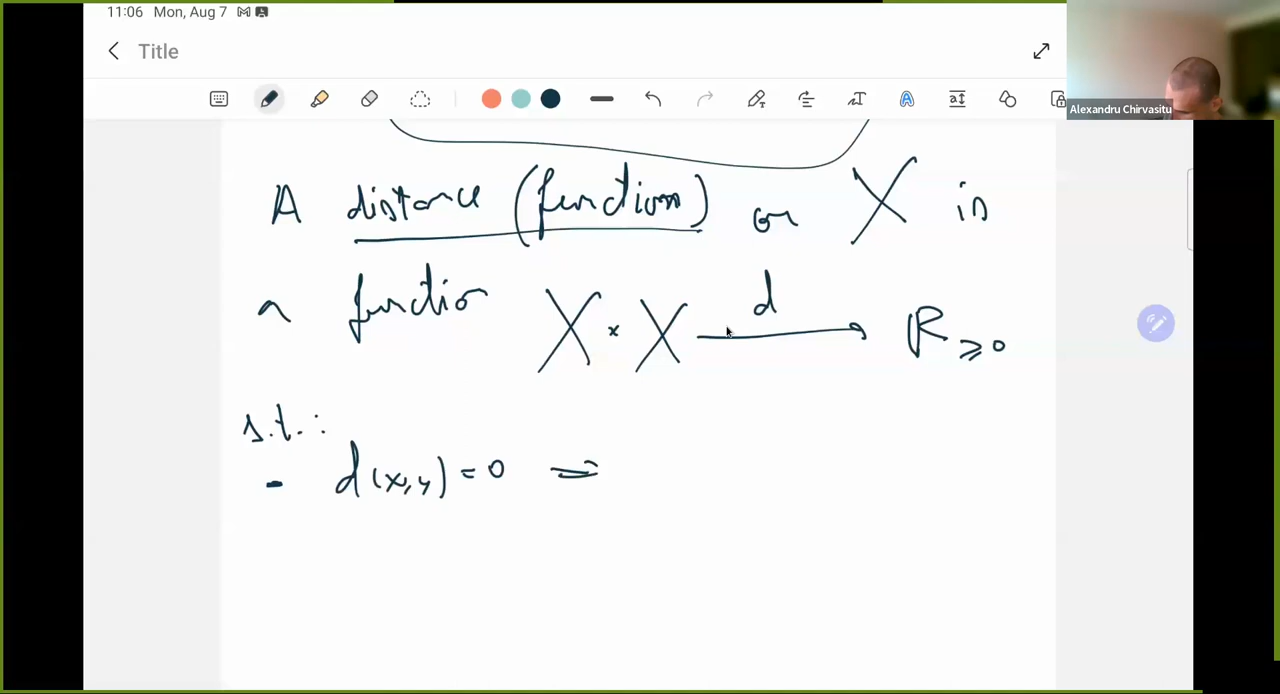 11:06 Mon, Aug 7
Title
Alexandru Chirvasitu
A distance (function) on X is
a function X × X d → ℝ ≥ 0
s.t.:
- d(x,y) = 0 =